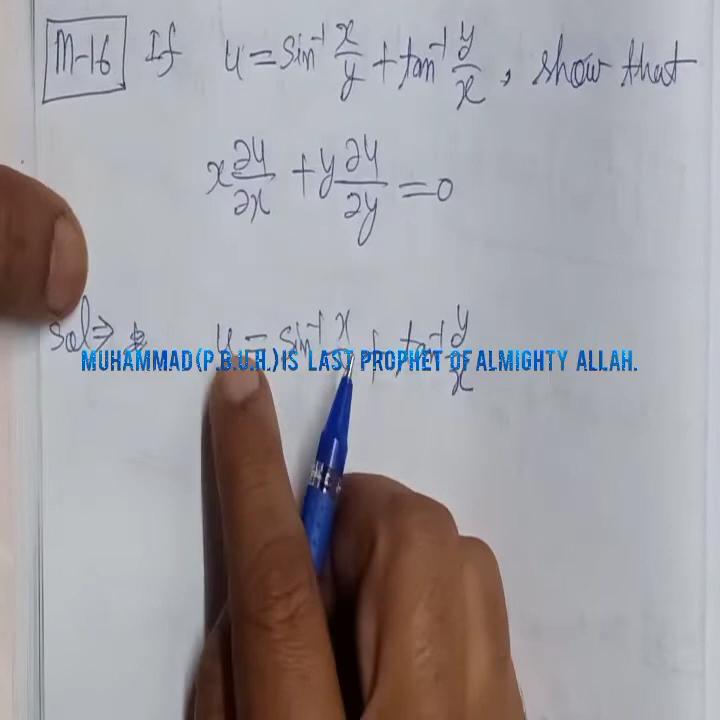 M-16 If u = sin⁻¹ x/y + tan⁻¹ y/x, show that
x ∂u/∂x + y ∂u/∂y = 0
Sol⇒ u = sin⁻¹ x/ + tan⁻¹ y/x
MUHAMMAD(P.B.U.H.)IS LAST PROPHET OF ALMIGHTY ALLAH.